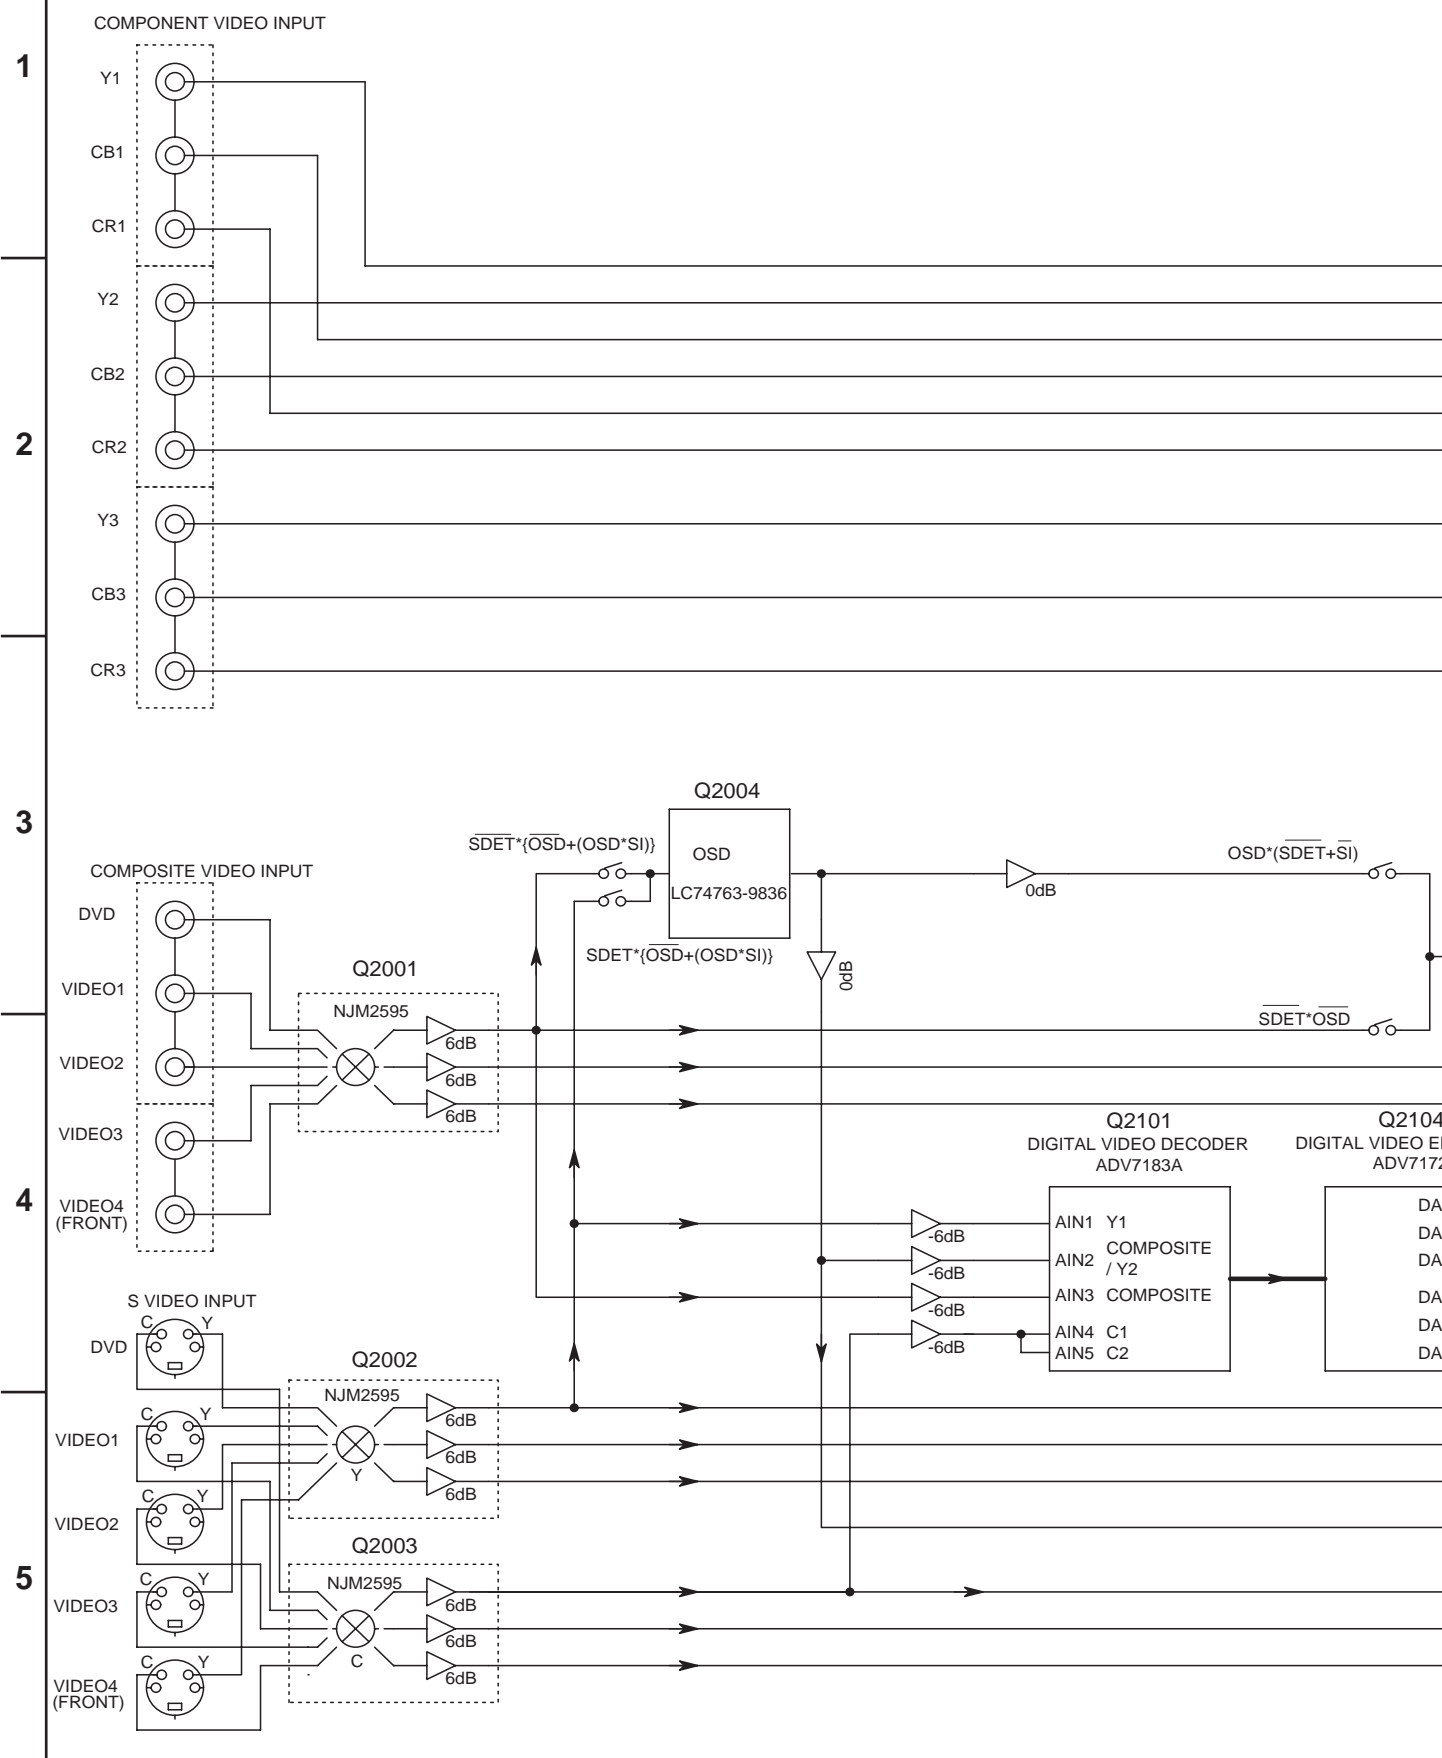 COMPONENT VIDEO INPUT
1
Y1
CB1
CR1
Y2
CB2
2
CR2
Y3
CB3
CR3
Q2004
3
SDET*{OSD+(OSD*SI)}
OSD
LC74763-9836
OSD*(SDET+SI)
0dB
SDET*{OSD+(OSD*SI)}
0dB
SDET*OSD
COMPOSITE VIDEO INPUT
DVD
VIDEO1
VIDEO2
VIDEO3
4
VIDEO4
(FRONT)
Q2001
NJM2595
6dB
6dB
6dB
Q2101
DIGITAL VIDEO DECODER
ADV7183A
Q2104
DIGITAL VIDEO E
ADV7172
-6dB
-6dB
-6dB
-6dB
AIN1 Y1
AIN2 COMPOSITE
/ Y2
AIN3 COMPOSITE
AIN4 C1
AIN5 C2
DA
DA
DA
DA
DA
DA
S VIDEO INPUT
C Y
DVD
C Y
VIDEO1
C Y
VIDEO2
5
C Y
VIDEO3
C Y
VIDEO4
(FRONT)
Q2002
NJM2595
Y
6dB
6dB
6dB
Q2003
NJM2595
C
6dB
6dB
6dB